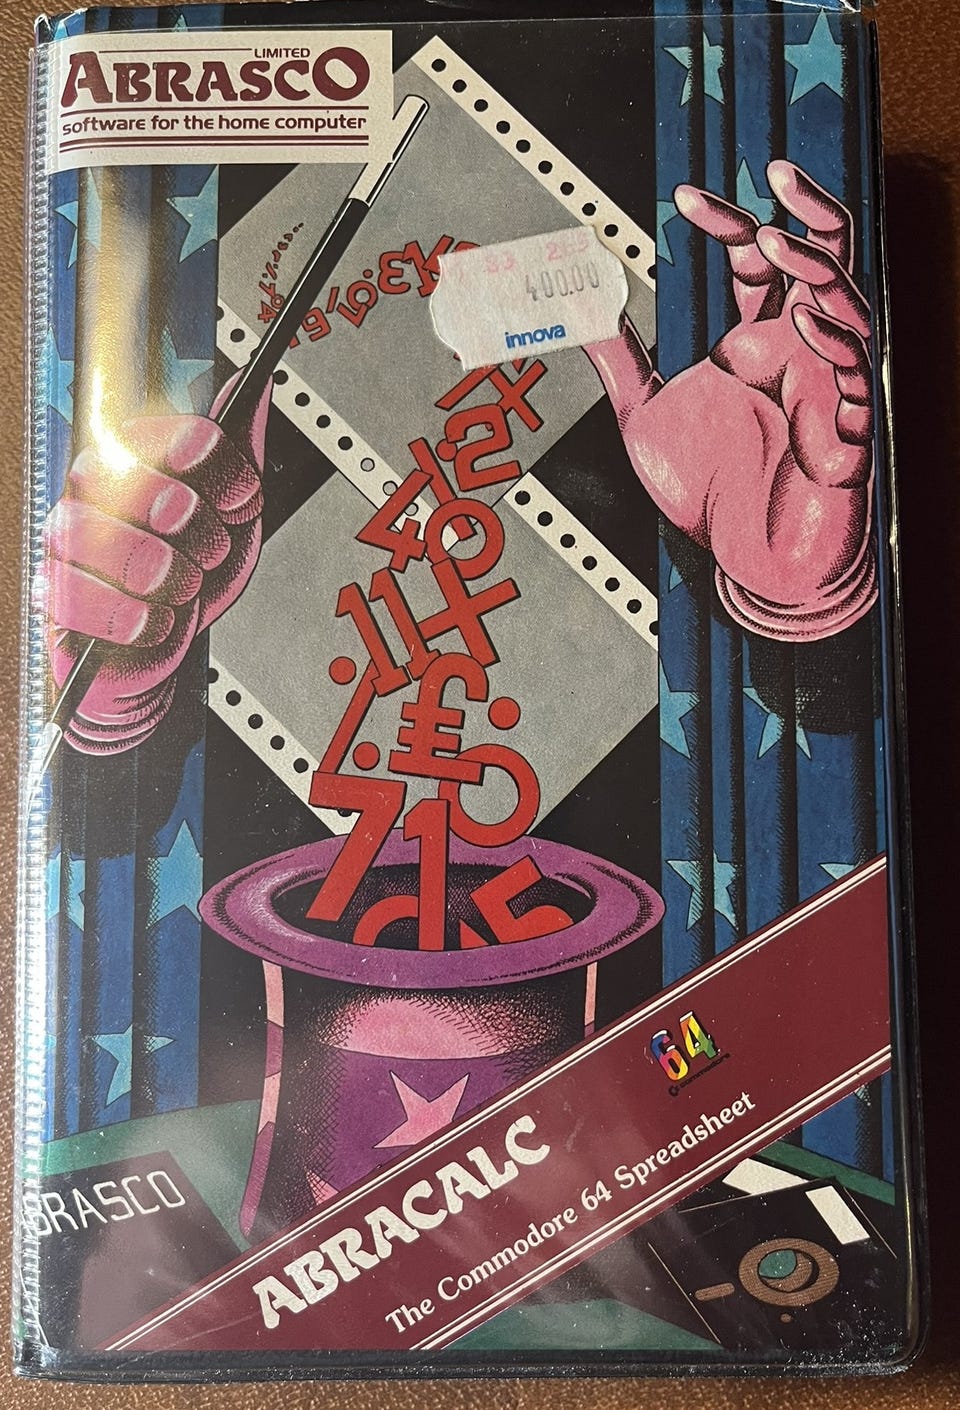 LIMITED
ABRASCO
software for the home computer
400.00
innova
64
commodore
ABRACALC
The Commodore 64 Spreadsheet
BRASCO